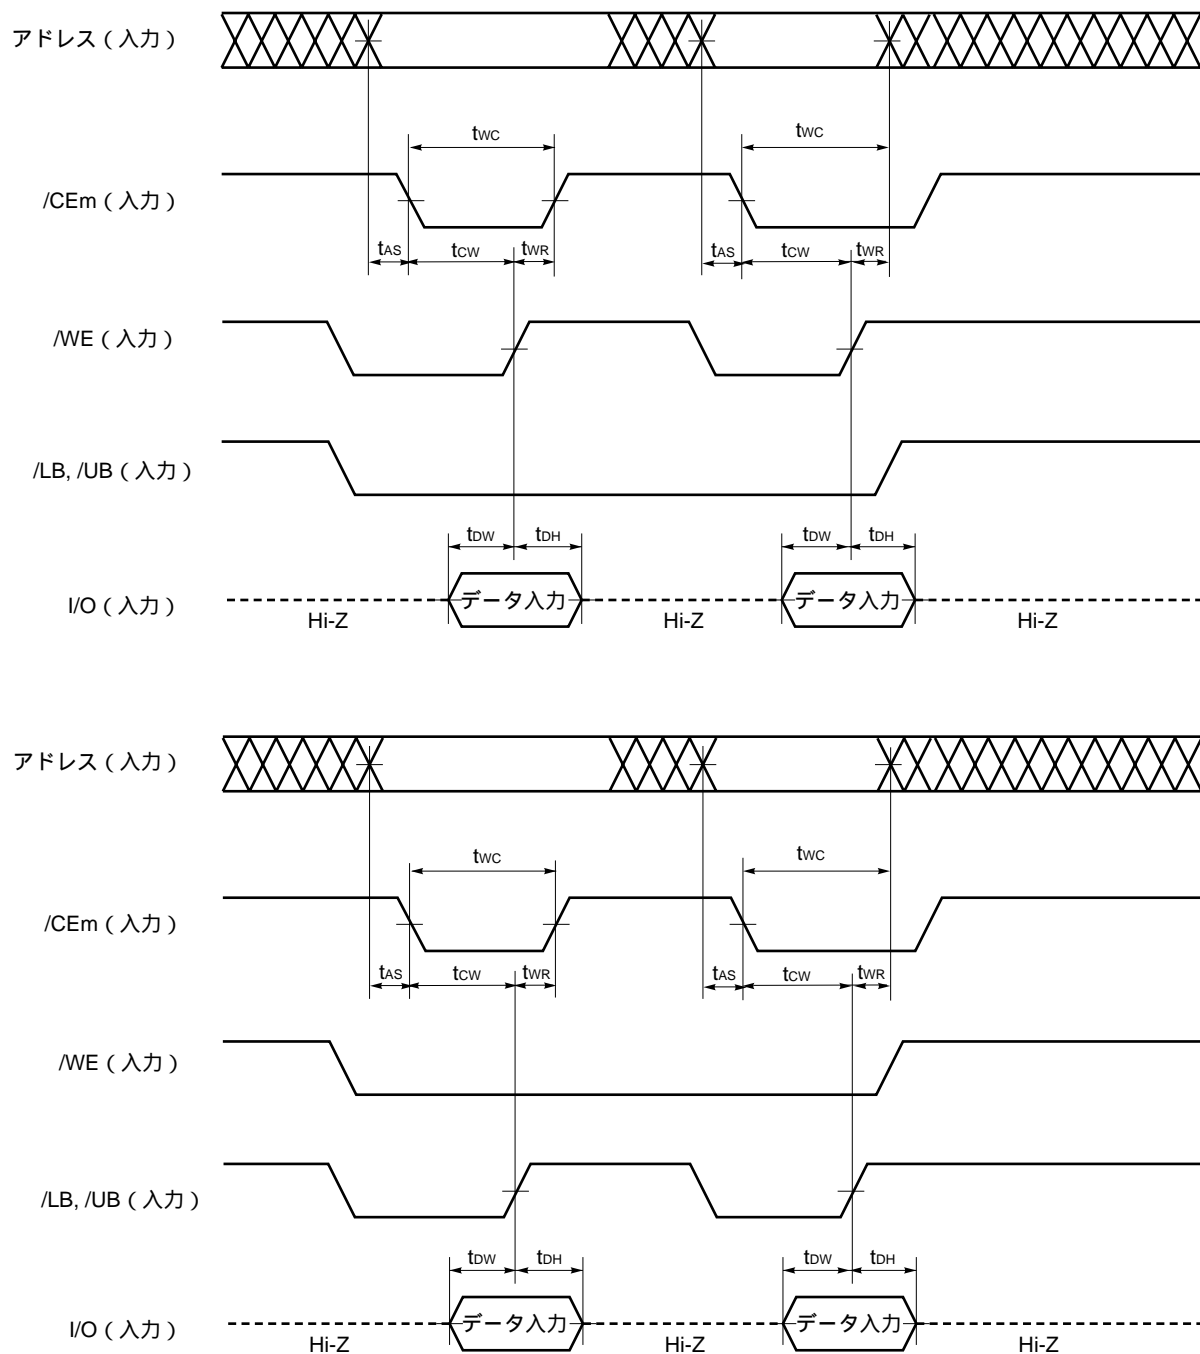 アドレス（入力）
tWC tWC
/CEm（入力）
tAS tCW tWR tAS tCW tWR
/WE（入力）
/LB, /UB（入力）
tDW tDH tDW tDH
I/O（入力） データ入力 データ入力
Hi-Z Hi-Z Hi-Z
アドレス（入力）
tWC tWC
/CEm（入力）
tAS tCW tWR tAS tCW tWR
/WE（入力）
/LB, /UB（入力）
tDW tDH tDW tDH
I/O（入力） データ入力 データ入力
Hi-Z Hi-Z Hi-Z